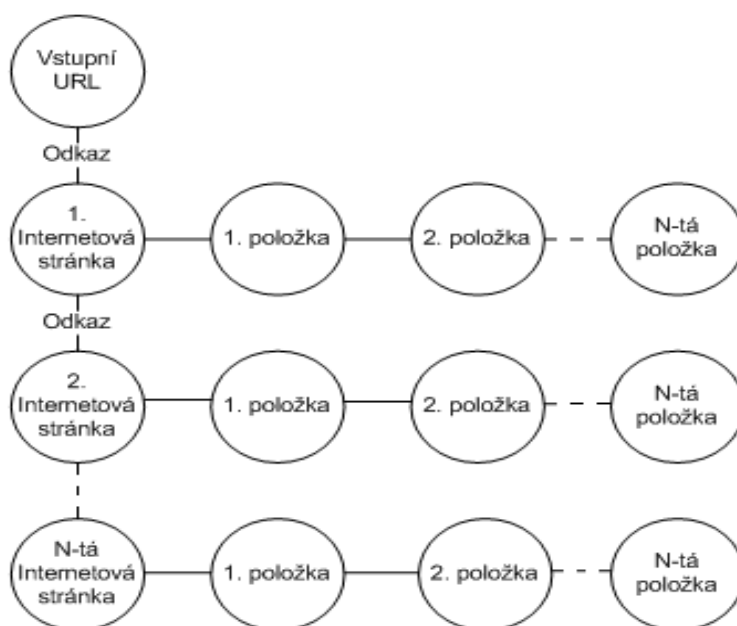 Vstupní
URL
Odkaz
1.
Internetová
stránka
1. položka
2. položka
N-tá
položka
Odkaz
2.
Internetová
stránka
1. položka
2. položka
N-tá
položka
N-tá
Internetová
stránka
1. položka
2. položka
N-tá
položka